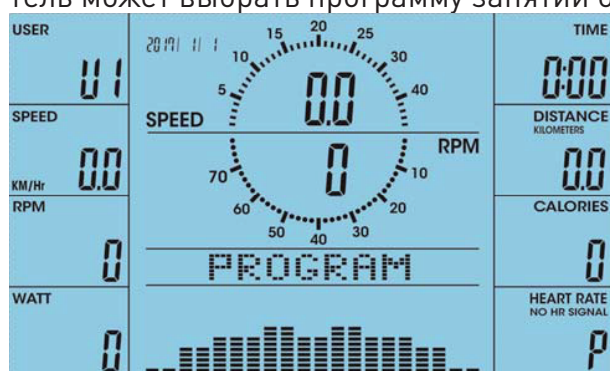 тель может выбрать программу занятий
USER
U1
SPEED
KM/Hr 0.0
RPM
0
WATT
0
2017/ 1/ 1
5 10 15 20 25 30 40
SPEED 0.0
0 RPM
70 60 50 40 30 20 10
PROGRAM
TIME
0:00
DISTANCE
KILOMETERS
0.0
CALORIES
0
HEART RATE
NO HR SIGNAL
P